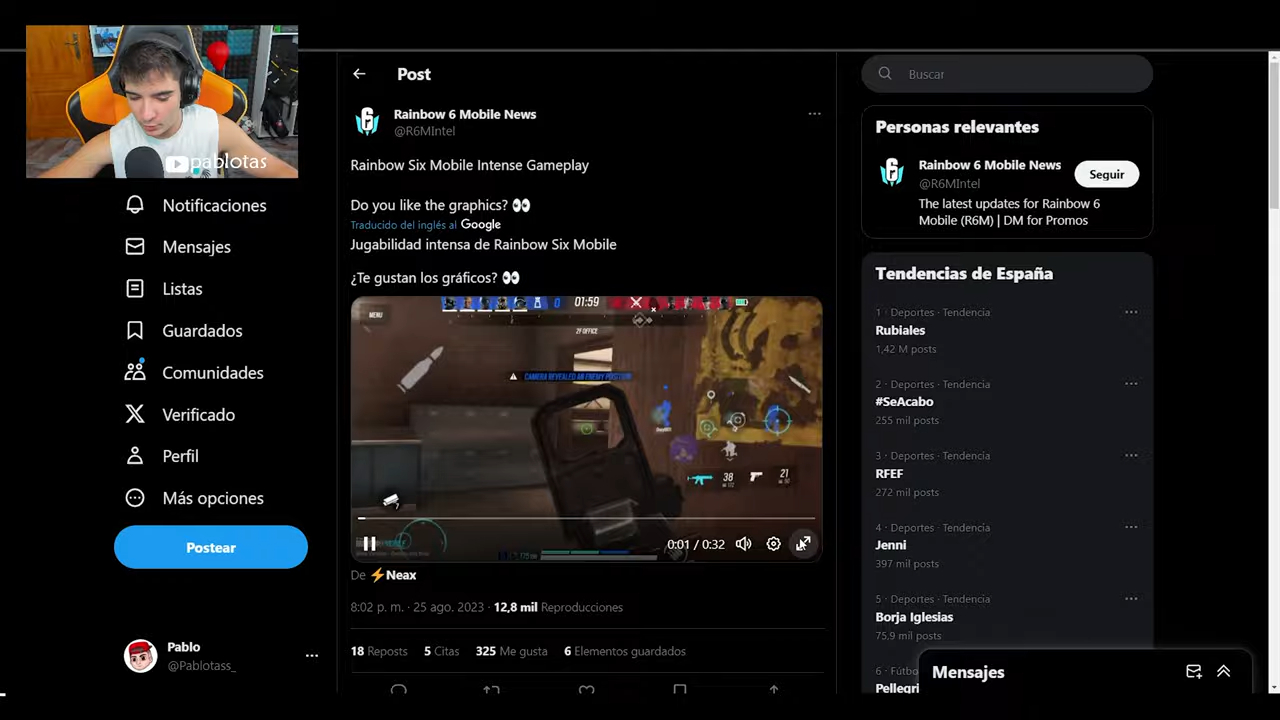 pablotas
Notificaciones
Mensajes
Listas
Guardados
Comunidades
Verificado
Perfil
Más opciones
Postear
Pablo
@Pablotass_
Post
Rainbow 6 Mobile News
@R6MIntel
Rainbow Six Mobile Intense Gameplay
Do you like the graphics? 👀
Traducido del inglés al Google
Jugabilidad intensa de Rainbow Six Mobile
¿Te gustan los gráficos? 👀
MENU
0 01:59
2F OFFICE
CAMERA REVEALED AN ENEMY POSITION
38
21
0:01 / 0:32
De ⚡Neax
8:02 p. m. · 25 ago. 2023 · 12,8 mil Reproducciones
18 Reposts 5 Citas 325 Me gusta 6 Elementos guardados
Buscar
Personas relevantes
Rainbow 6 Mobile News
@R6MIntel
Seguir
The latest updates for Rainbow 6
Mobile (R6M) | DM for Promos
Tendencias de España
1 · Deportes · Tendencia
Rubiales
1,42 M posts
2 · Deportes · Tendencia
#SeAcabo
255 mil posts
3 · Deportes · Tendencia
RFEF
272 mil posts
4 · Deportes · Tendencia
Jenni
397 mil posts
5 · Deportes · Tendencia
Borja Iglesias
75,9 mil posts
6 · Fútbo
Pellegri
Mensajes